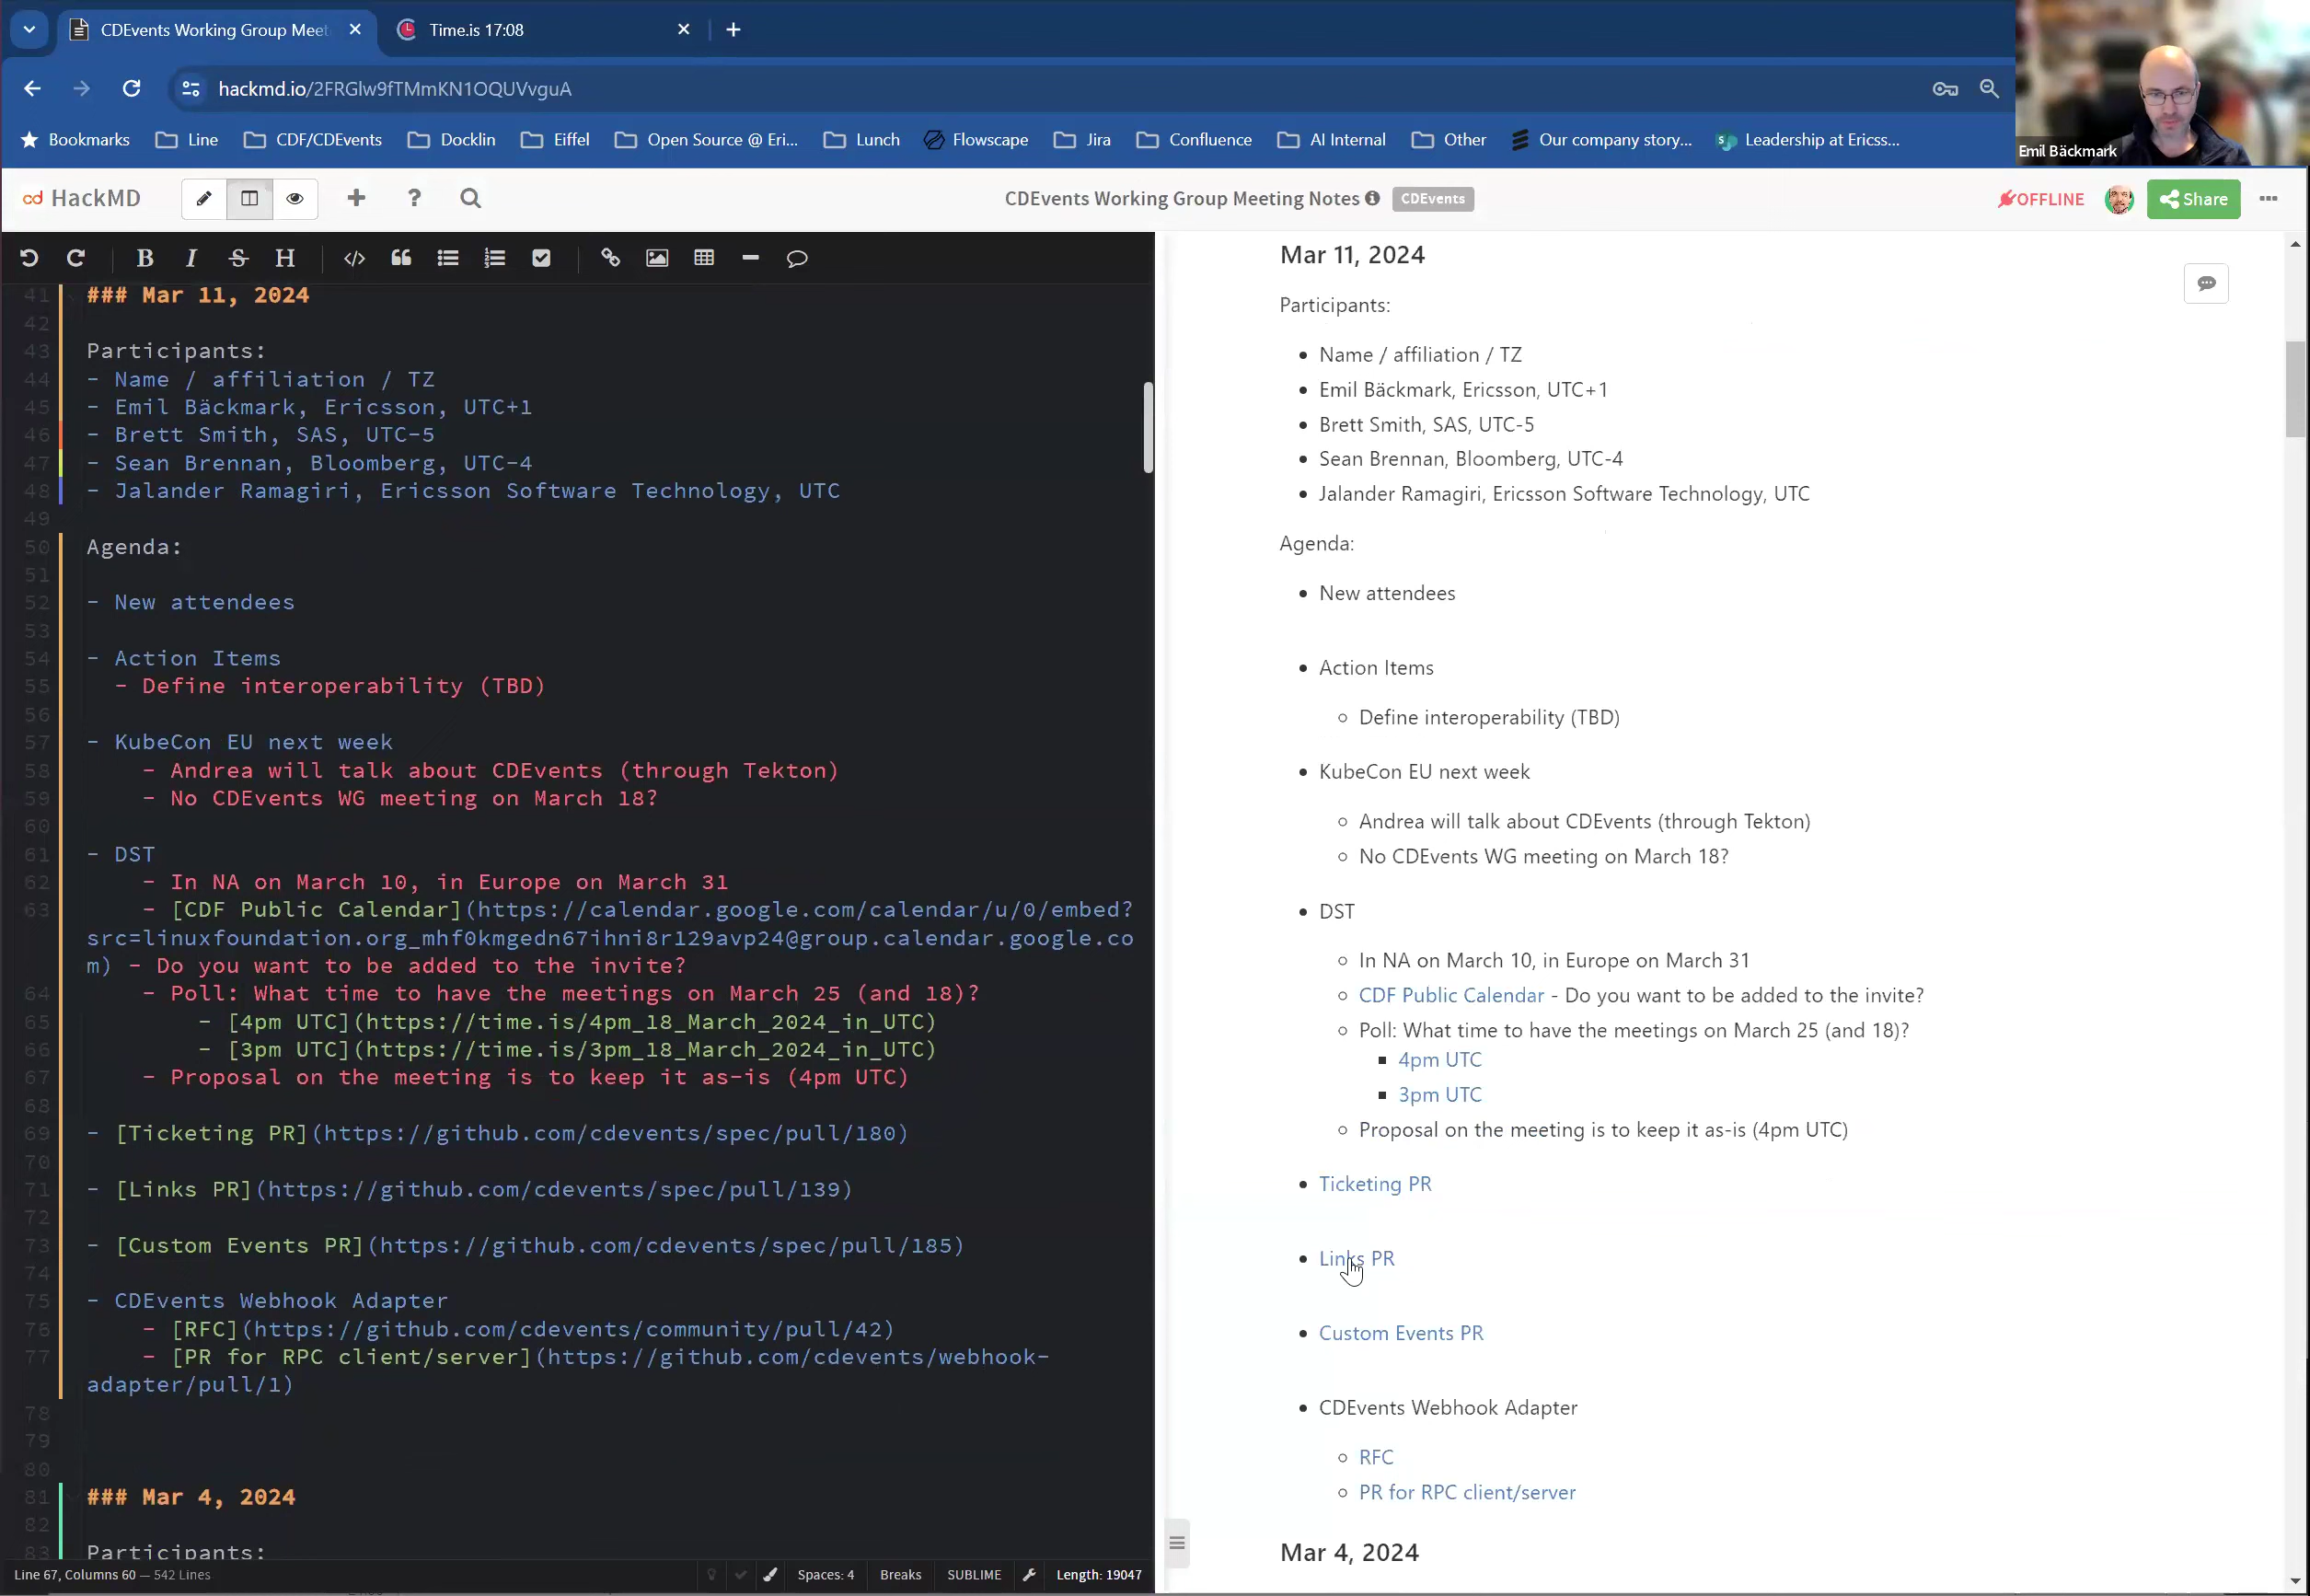 CDEvents Working Group Meet
Time.is 17:08
hackmd.io/2FRGlw9fTMmKN1OQUVvguA
Bookmarks Line CDF/CDEvents Docklin Eiffel Open Source @ Eri... Lunch Flowscape Jira Confluence AI Internal Other Our company story... Leadership at Ericss...
Emil Bäckmark
HackMD
CDEvents Working Group Meeting Notes CDEvents
OFFLINE
Share
41 ### Mar 11, 2024
42
43 Participants:
44 - Name / affiliation / TZ
45 - Emil Bäckmark, Ericsson, UTC+1
46 - Brett Smith, SAS, UTC-5
47 - Sean Brennan, Bloomberg, UTC-4
48 - Jalander Ramagiri, Ericsson Software Technology, UTC
49
50 Agenda:
51
52 - New attendees
53
54 - Action Items
55 - Define interoperability (TBD)
56
57 - KubeCon EU next week
58 - Andrea will talk about CDEvents (through Tekton)
59 - No CDEvents WG meeting on March 18?
60
61 - DST
62 - In NA on March 10, in Europe on March 31
63 - [CDF Public Calendar](https://calendar.google.com/calendar/u/0/embed?
src=linuxfoundation.org_mhf0kmgedn67ihni8r129avp24@group.calendar.google.co
m) - Do you want to be added to the invite?
64 - Poll: What time to have the meetings on March 25 (and 18)?
65 - [4pm UTC](https://time.is/4pm_18_March_2024_in_UTC)
66 - [3pm UTC](https://time.is/3pm_18_March_2024_in_UTC)
67 - Proposal on the meeting is to keep it as-is (4pm UTC)
68
69 - [Ticketing PR](https://github.com/cdevents/spec/pull/180)
70
71 - [Links PR](https://github.com/cdevents/spec/pull/139)
72
73 - [Custom Events PR](https://github.com/cdevents/spec/pull/185)
74
75 - CDEvents Webhook Adapter
76 - [RFC](https://github.com/cdevents/community/pull/42)
77 - [PR for RPC client/server](https://github.com/cdevents/webhook-
adapter/pull/1)
78
79
80
81 ### Mar 4, 2024
82
83 Participants:
Line 67, Columns 60 — 542 Lines
Spaces: 4 Breaks SUBLIME Length: 19047
Mar 11, 2024
Participants:
• Name / affiliation / TZ
• Emil Bäckmark, Ericsson, UTC+1
• Brett Smith, SAS, UTC-5
• Sean Brennan, Bloomberg, UTC-4
• Jalander Ramagiri, Ericsson Software Technology, UTC
Agenda:
• New attendees
• Action Items
◦ Define interoperability (TBD)
• KubeCon EU next week
◦ Andrea will talk about CDEvents (through Tekton)
◦ No CDEvents WG meeting on March 18?
• DST
◦ In NA on March 10, in Europe on March 31
◦ CDF Public Calendar - Do you want to be added to the invite?
◦ Poll: What time to have the meetings on March 25 (and 18)?
▪ 4pm UTC
▪ 3pm UTC
◦ Proposal on the meeting is to keep it as-is (4pm UTC)
• Ticketing PR
• Links PR
• Custom Events PR
• CDEvents Webhook Adapter
◦ RFC
◦ PR for RPC client/server
Mar 4, 2024